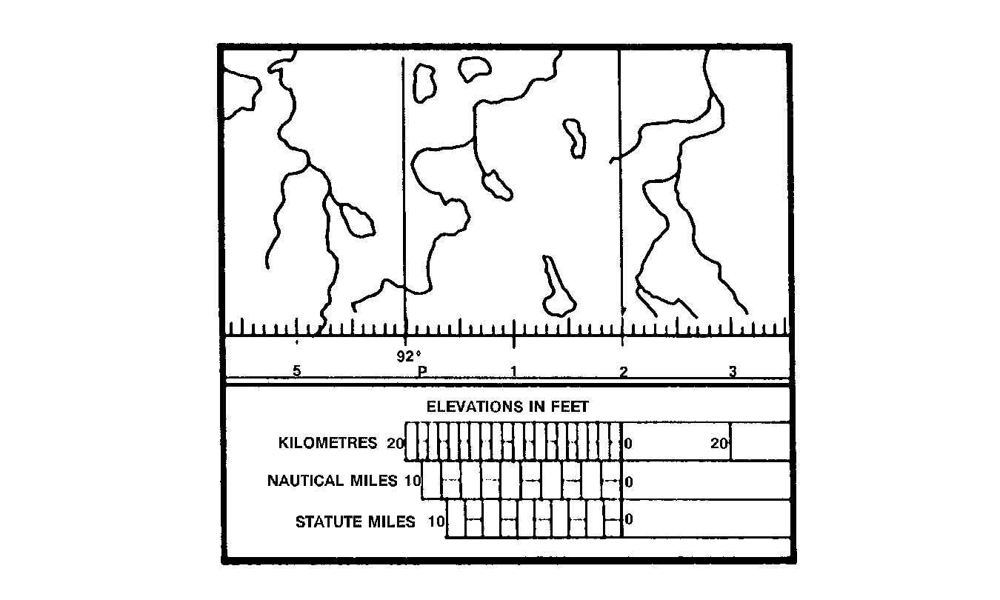 92°
5 P 1 2 3
ELEVATIONS IN FEET
KILOMETRES 20 0 20
NAUTICAL MILES 10 0
STATUTE MILES 10 0